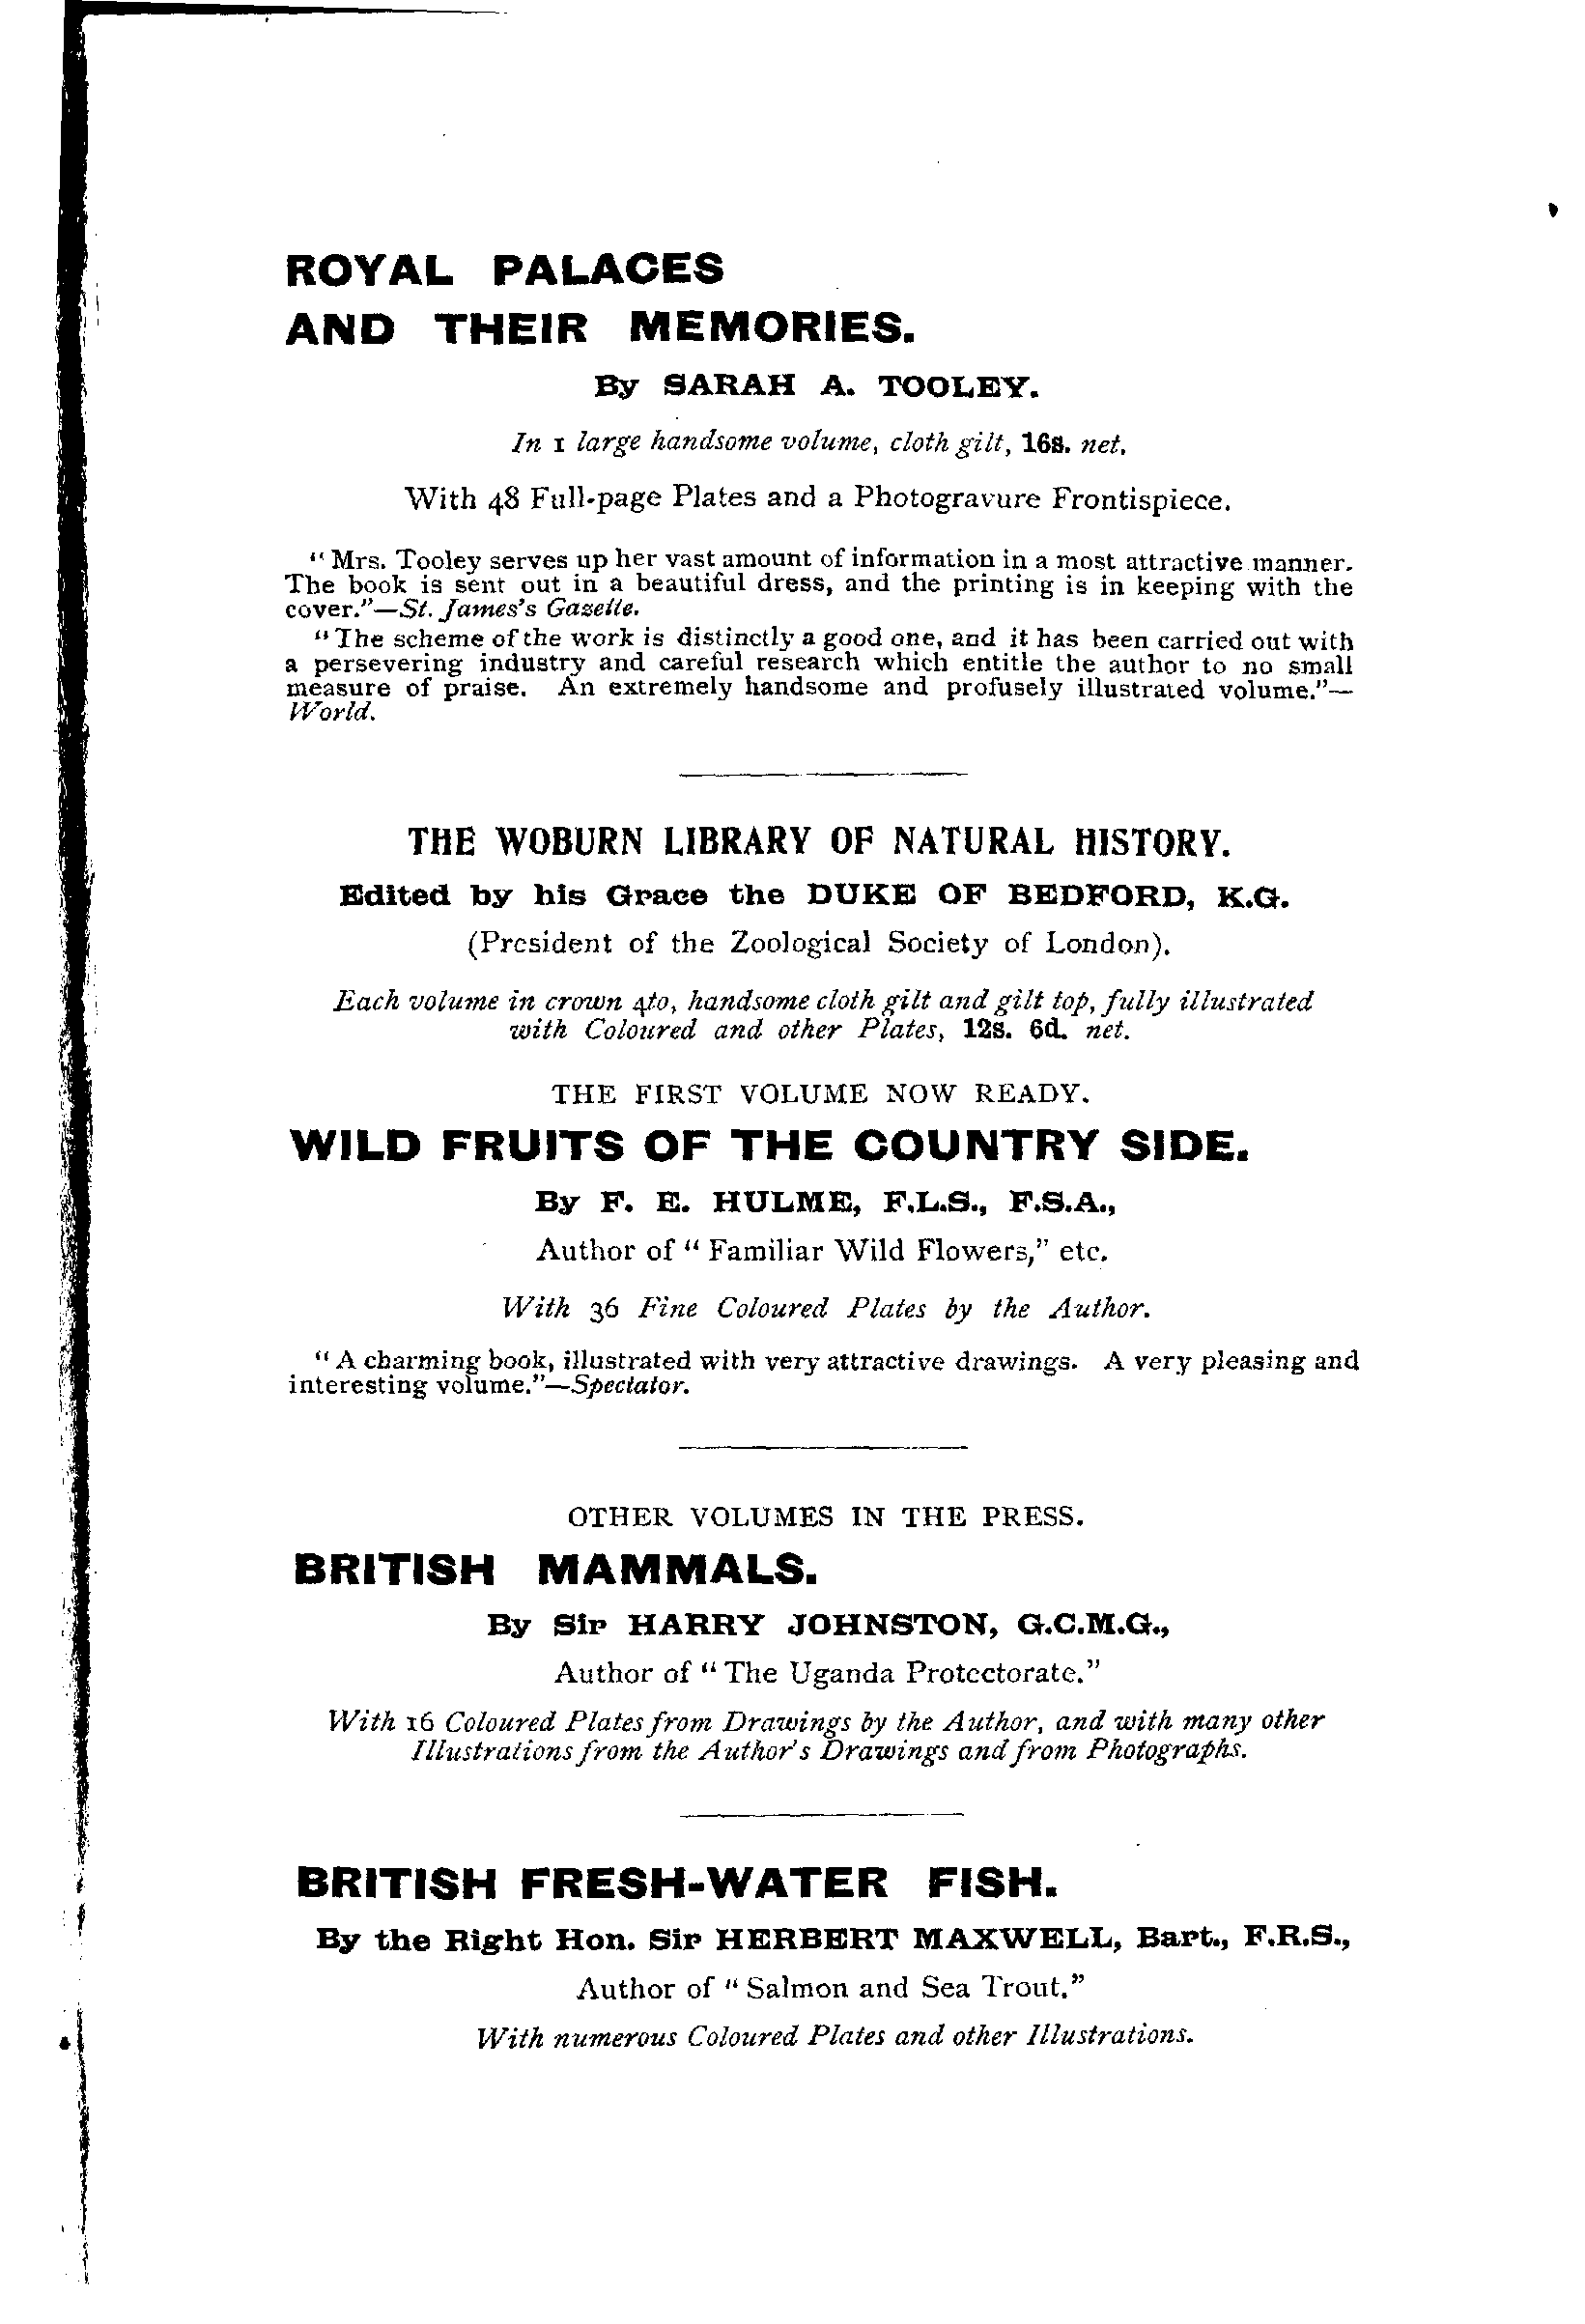 ROYAL PALACES
AND THEIR MEMORIES.
By SARAH A. TOOLEY.
In 1 large handsome volume, cloth gilt, 16s. net.
With 48 Full-page Plates and a Photogravure Frontispiece.
"Mrs. Tooley serves up her vast amount of information in a most attractive manner.
The book is sent out in a beautiful dress, and the printing is in keeping with the
cover."—St. James's Gazette.
"The scheme of the work is distinctly a good one, and it has been carried out with
a persevering industry and careful research which entitle the author to no small
measure of praise. An extremely handsome and profusely illustrated volume."—
World.
THE WOBURN LIBRARY OF NATURAL HISTORY.
Edited by his Grace the DUKE OF BEDFORD, K.G.
(President of the Zoological Society of London).
Each volume in crown 4to, handsome cloth gilt and gilt top, fully illustrated
with Coloured and other Plates, 12s. 6d. net.
THE FIRST VOLUME NOW READY.
WILD FRUITS OF THE COUNTRY SIDE.
By F. E. HULME, F.L.S., F.S.A.,
Author of "Familiar Wild Flowers," etc.
With 36 Fine Coloured Plates by the Author.
"A charming book, illustrated with very attractive drawings. A very pleasing and
interesting volume."—Spectator.
OTHER VOLUMES IN THE PRESS.
BRITISH MAMMALS.
By Sir HARRY JOHNSTON, G.C.M.G.,
Author of "The Uganda Protectorate."
With 16 Coloured Plates from Drawings by the Author, and with many other
Illustrations from the Author's Drawings and from Photographs.
BRITISH FRESH-WATER FISH.
By the Right Hon. Sir HERBERT MAXWELL, Bart., F.R.S.,
Author of "Salmon and Sea Trout."
With numerous Coloured Plates and other Illustrations.